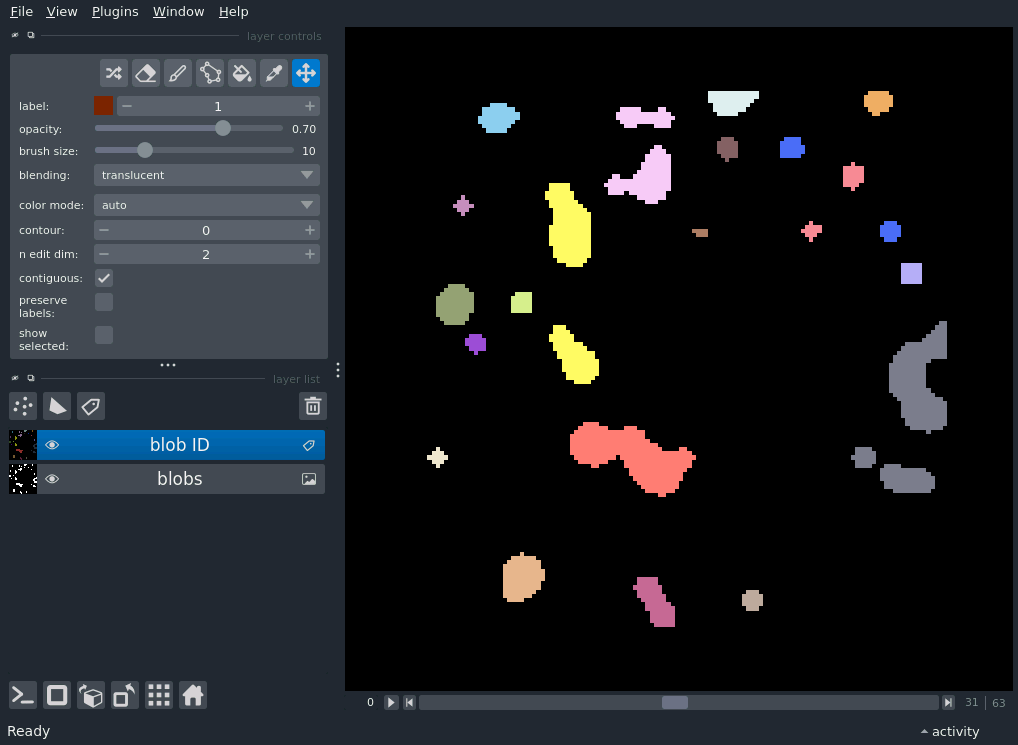 File View Plugins Window Help
layer controls
label: 1
opacity: 0.70
brush size: 10
blending: translucent
color mode: auto
contour: 0
n edit dim: 2
contiguous:
preserve
labels:
show
selected:
layer list
blob ID
blobs
0 31 | 63
Ready activity